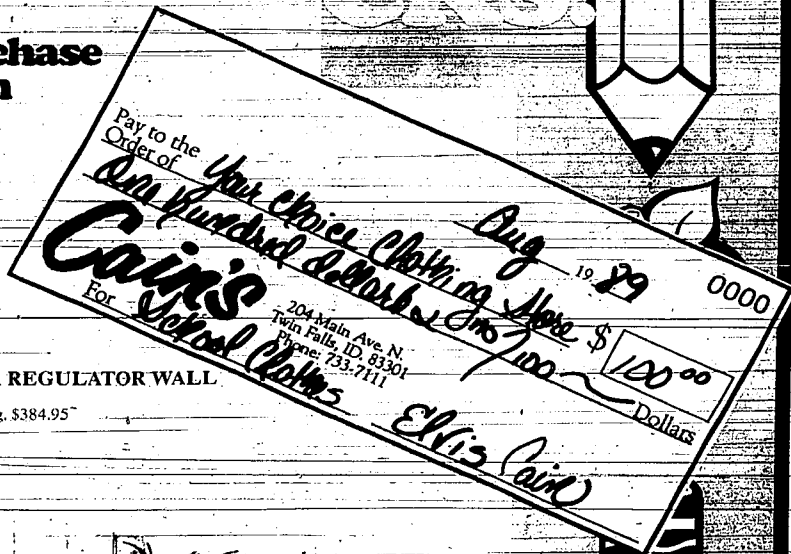 chase
Aug 19 89
0000
Pay to the
Order of Your Choice Clothing Store $ 100 00
One hundred dollars & no/100 Dollars
Cain's
204 Main Ave. N.
Twin Falls, ID. 83301
Phone: 733-7111
For School Clothes
Elvis Cain
REGULATOR WALL
$384.95